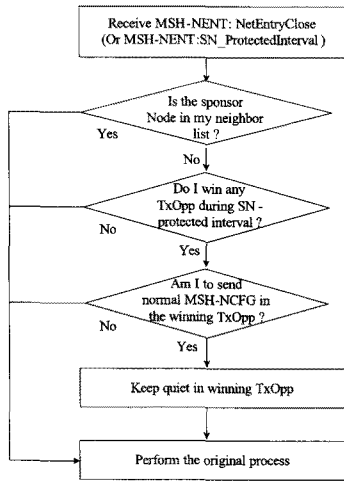 Receive MSH-NENT: NetEntryClose
(Or MSH-NENT:SN_ProtectedInterval )
Is the sponsor
Node in my neighbor
list ?
Yes
No
Do I win any
TxOpp during SN -
protected interval ?
No
Yes
Am I to send
normal MSH-NCFG in
the winning TxOpp ?
No
Yes
Keep quiet in winning TxOpp
Perform the original process